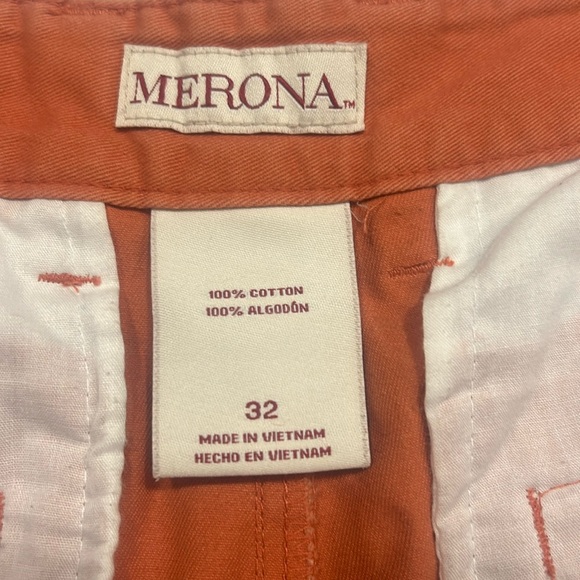 MERONA™
100% COTTON
100% ALGODÓN
32
MADE IN VIETNAM
HECHO EN VIETNAM